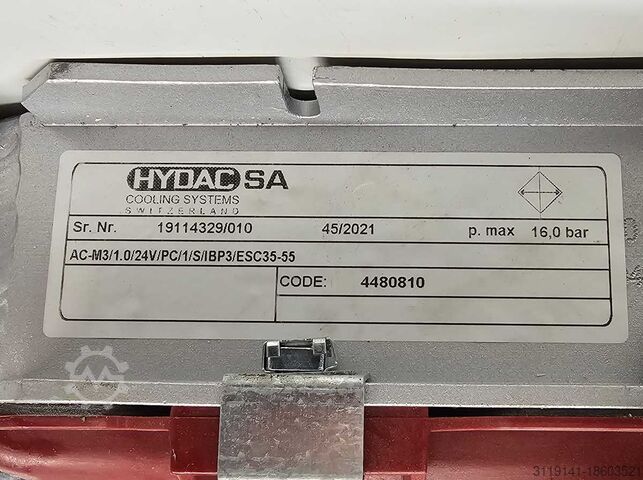 HYDAC SA
COOLING SYSTEMS
SWITZERLAND
Sr. Nr. 19114329/010 45/2021 p. max 16,0 bar
AC-M3/1.0/24V/PC/1/S/IBP3/ESC35-55
CODE: 4480810
3119141-18603521